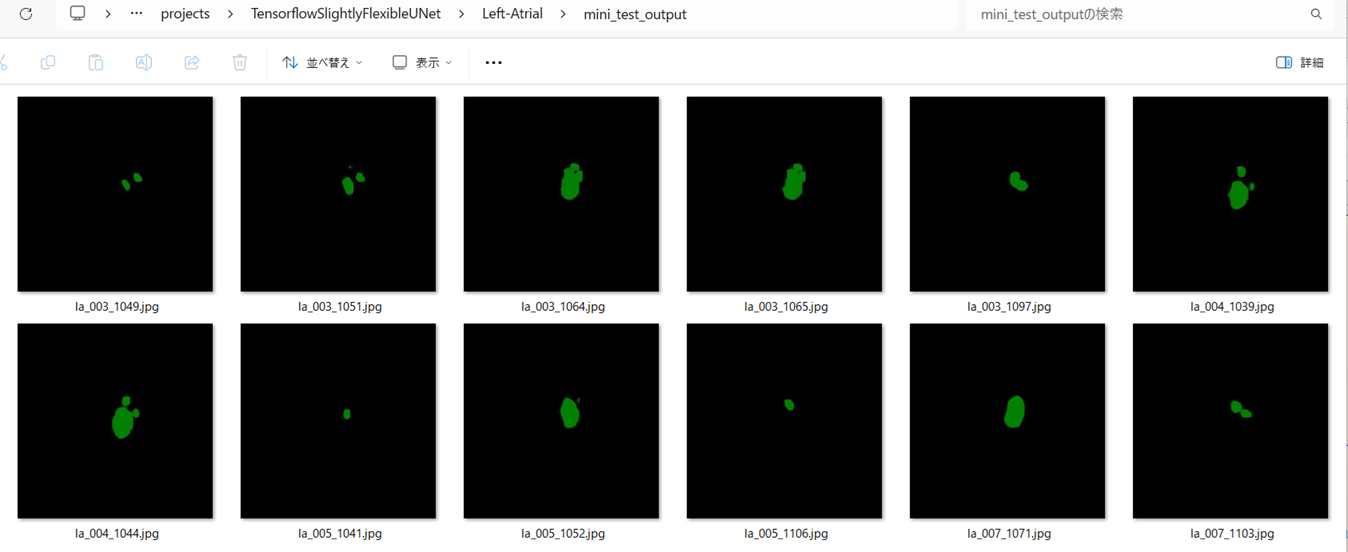 projects > TensorflowSlightlyFlexibleUNet > Left-Atrial > mini_test_output mini_test_outputの検索
並べ替え 表示 詳細
la_003_1049.jpg la_003_1051.jpg la_003_1064.jpg la_003_1065.jpg la_003_1097.jpg la_004_1039.jpg
la_004_1044.jpg la_005_1041.jpg la_005_1052.jpg la_005_1106.jpg la_007_1071.jpg la_007_1103.jpg